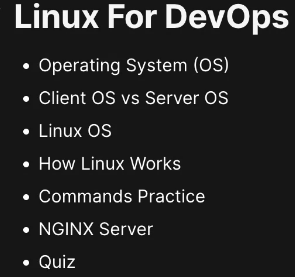 Linux For DevOps
• Operating System (OS)
• Client OS vs Server OS
• Linux OS
• How Linux Works
• Commands Practice
• NGINX Server
• Quiz